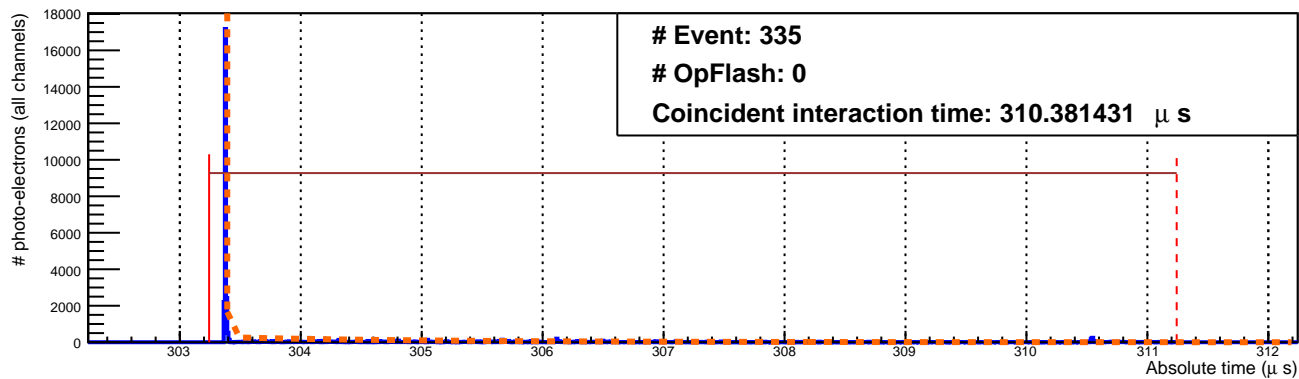 # Event: 335
# OpFlash: 0
Coincident interaction time: 310.381431 μ s
# photo-electrons (all channels)
18000
16000
14000
12000
10000
8000
6000
4000
2000
0
303 304 305 306 307 308 309 310 311 312
Absolute time (μ s)